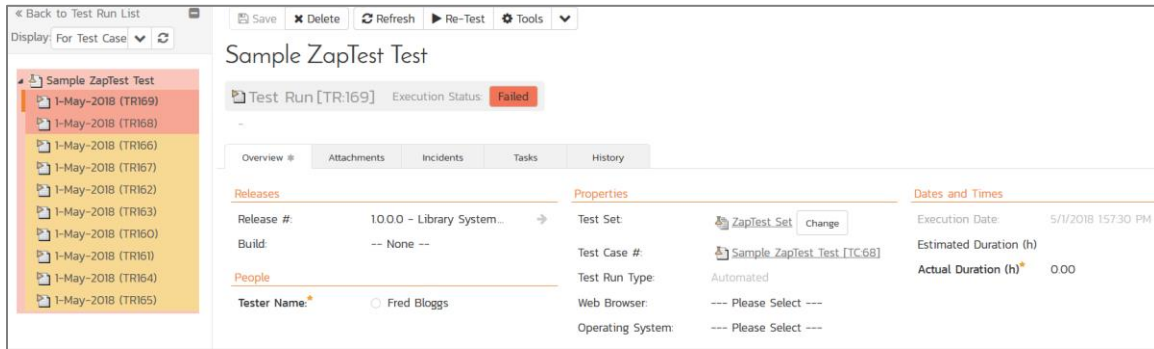 « Back to Test Run List
Display: For Test Case
Sample ZapTest Test
1-May-2018 (TR169)
1-May-2018 (TR168)
1-May-2018 (TR166)
1-May-2018 (TR167)
1-May-2018 (TR162)
1-May-2018 (TR163)
1-May-2018 (TR160)
1-May-2018 (TR161)
1-May-2018 (TR164)
1-May-2018 (TR165)
Save Delete Refresh Re-Test Tools
Sample ZapTest Test
Test Run [TR:169] Execution Status: Failed
-
Overview Attachments Incidents Tasks History
Releases
Release #: 1.0.0.0 - Library System...
Build: -- None --
People
Tester Name:* Fred Bloggs
Properties
Test Set: ZapTest Set Change
Test Case #: Sample ZapTest Test [TC:68]
Test Run Type: Automated
Web Browser: --- Please Select ---
Operating System: --- Please Select ---
Dates and Times
Execution Date: 5/1/2018 1:57:30 PM
Estimated Duration (h)
Actual Duration (h)* 0.00